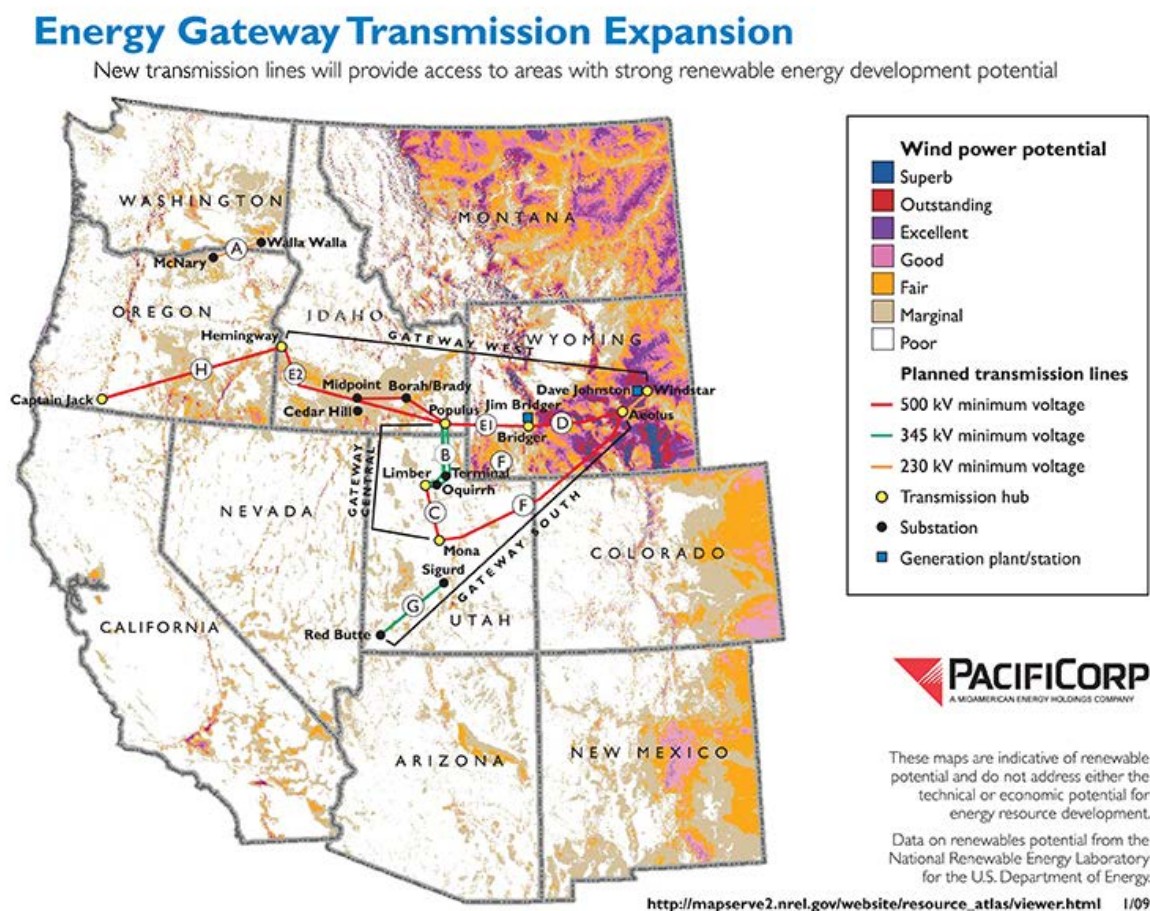 Energy Gateway Transmission Expansion
New transmission lines will provide access to areas with strong renewable energy development potential
WASHINGTON
MONTANA
A
Walla Walla
McNary
OREGON
IDAHO
Hemingway
GATEWAY WEST
WYOMING
H
E2
Midpoint
Borah/Brady
Dave Johnston
Windstar
Captain Jack
Cedar Hill
Populus
Jim Bridger
Aeolus
E1
Bridger
D
B
F
GATEWAY CENTRAL
Limber
Terminal
Oquirrh
NEVADA
C
F
GATEWAY SOUTH
Mona
COLORADO
Sigurd
G
UTAH
CALIFORNIA
Red Butte
ARIZONA
NEW MEXICO
Wind power potential
Superb
Outstanding
Excellent
Good
Fair
Marginal
Poor
Planned transmission lines
500 kV minimum voltage
345 kV minimum voltage
230 kV minimum voltage
Transmission hub
Substation
Generation plant/station
PACIFICORP
A MIDAMERICAN ENERGY HOLDINGS COMPANY
These maps are indicative of renewable
potential and do not address either the
technical or economic potential for
energy resource development.
Data on renewables potential from the
National Renewable Energy Laboratory
for the U.S. Department of Energy.
http://mapserve2.nrel.gov/website/resource_atlas/viewer.html 1/09